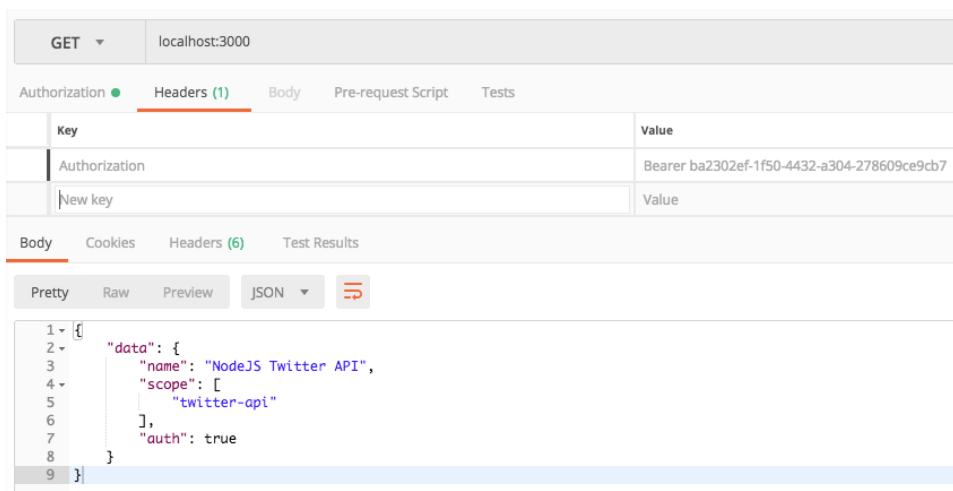 GET localhost:3000
Authorization Headers (1) Body Pre-request Script Tests
Key Value
Authorization Bearer ba2302ef-1f50-4432-a304-278609ce9cb7
New key Value
Body Cookies Headers (6) Test Results
Pretty Raw Preview JSON
1 {
2 "data": {
3 "name": "NodeJS Twitter API",
4 "scope": [
5 "twitter-api"
6 ],
7 "auth": true
8 }
9 }